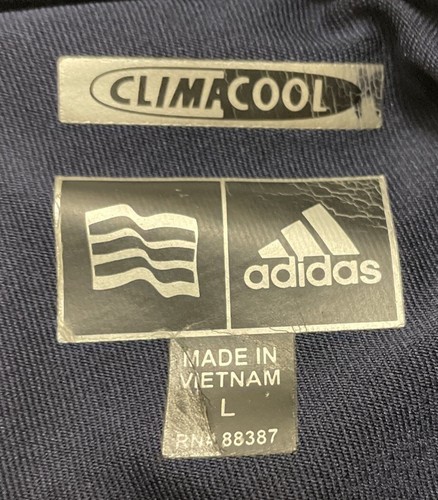 CLIMACOOL
adidas
MADE IN
VIETNAM
L
RN# 88387